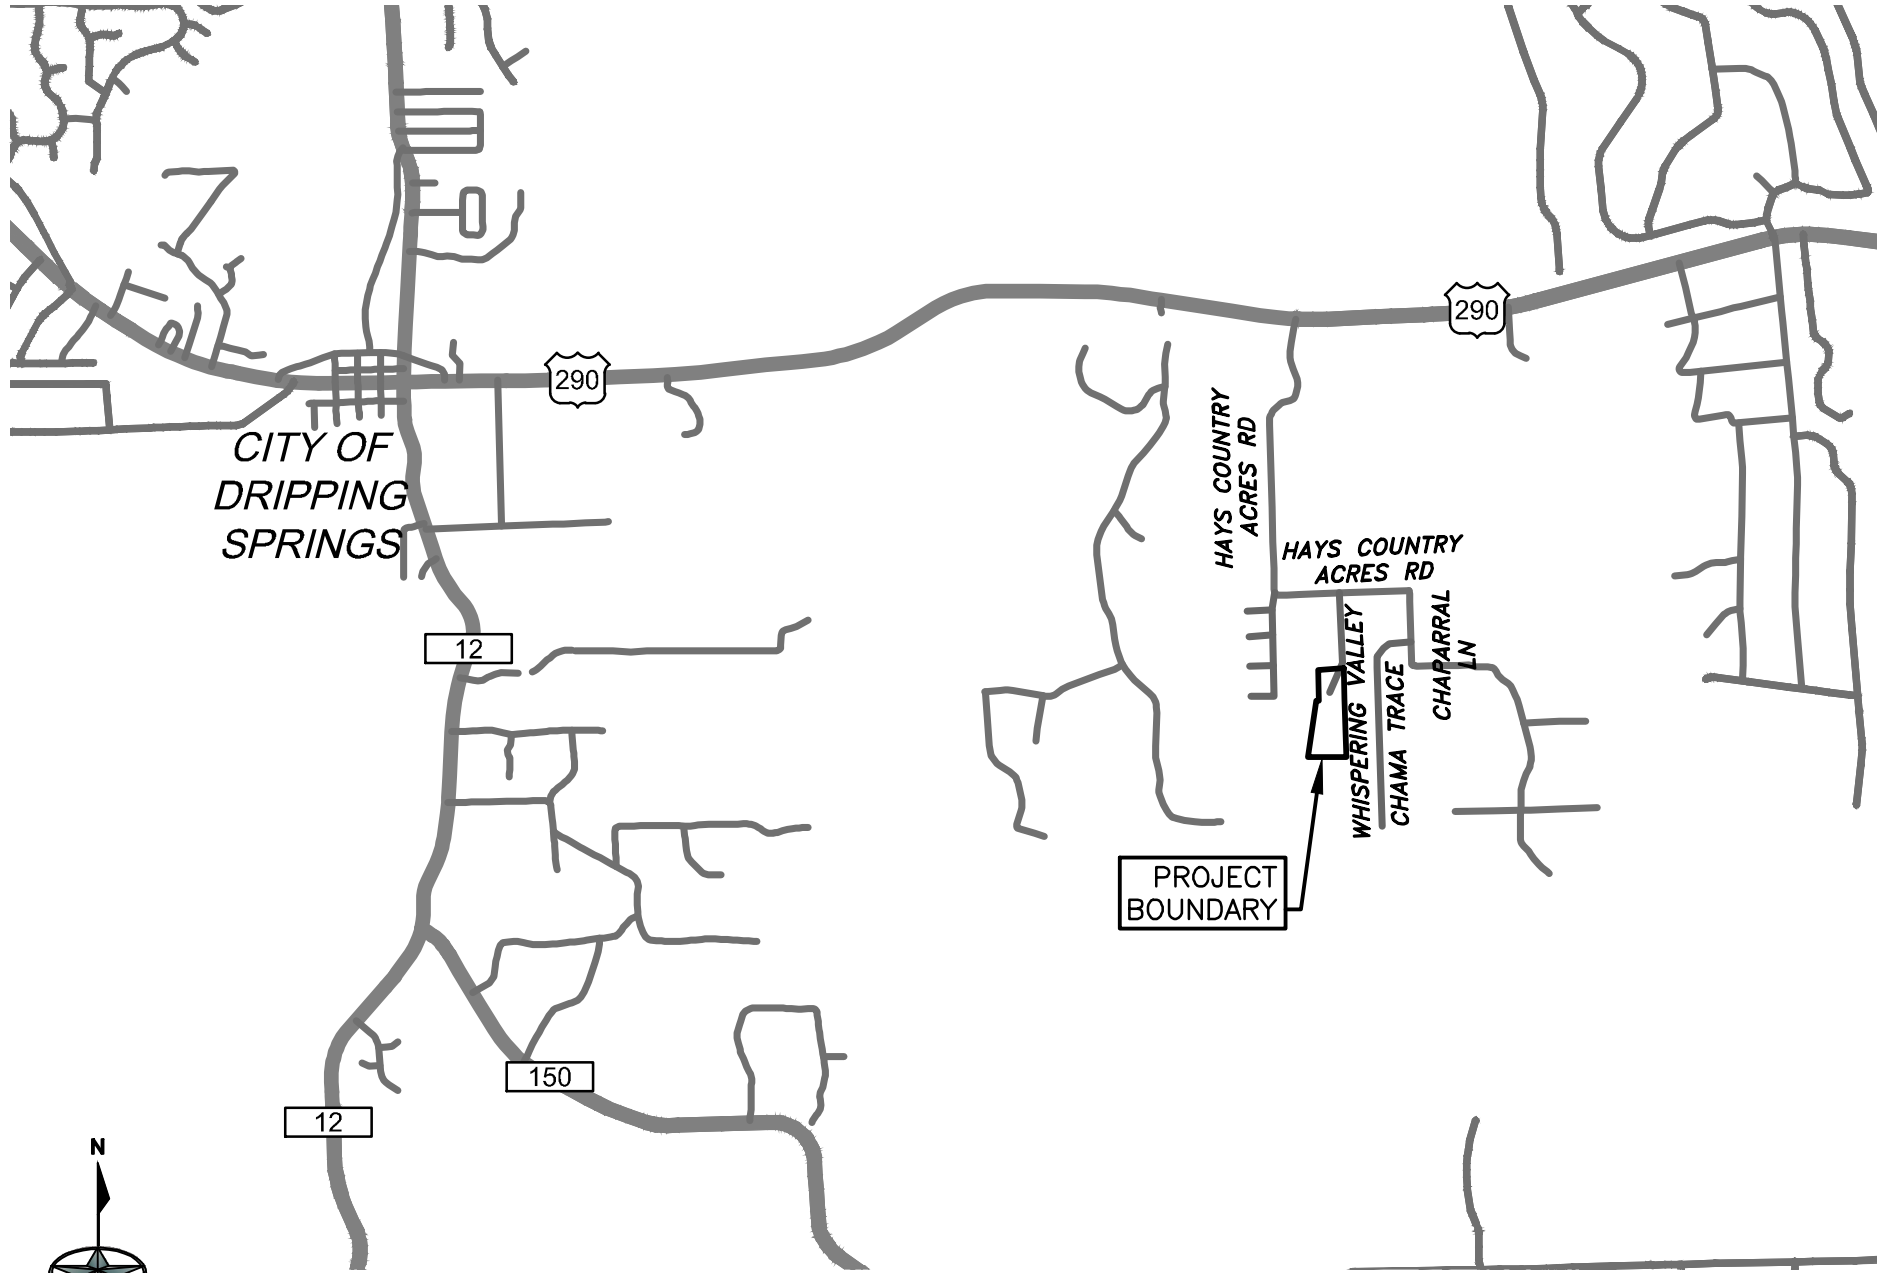 290
290
CITY OF
DRIPPING
SPRINGS
HAYS COUNTRY
ACRES RD
HAYS COUNTRY
ACRES RD
WHISPERING VALLEY
CHAMA TRACE
CHAPARRAL
LN
12
PROJECT
BOUNDARY
150
12
N